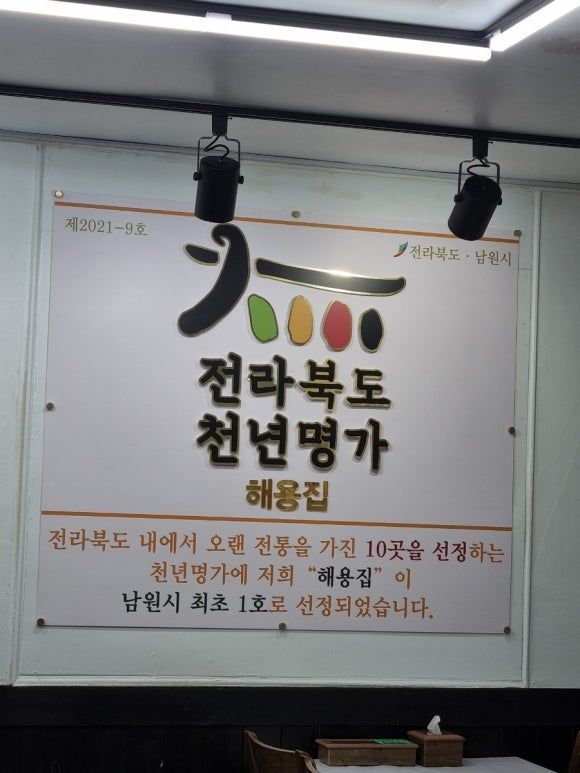 제2021-9호
전라북도 · 남원시
전라북도
천년명가
해용집
전라북도 내에서 오랜 전통을 가진 10곳을 선정하는
천년명가에 저희 “해용집” 이
남원시 최초 1호로 선정되었습니다.